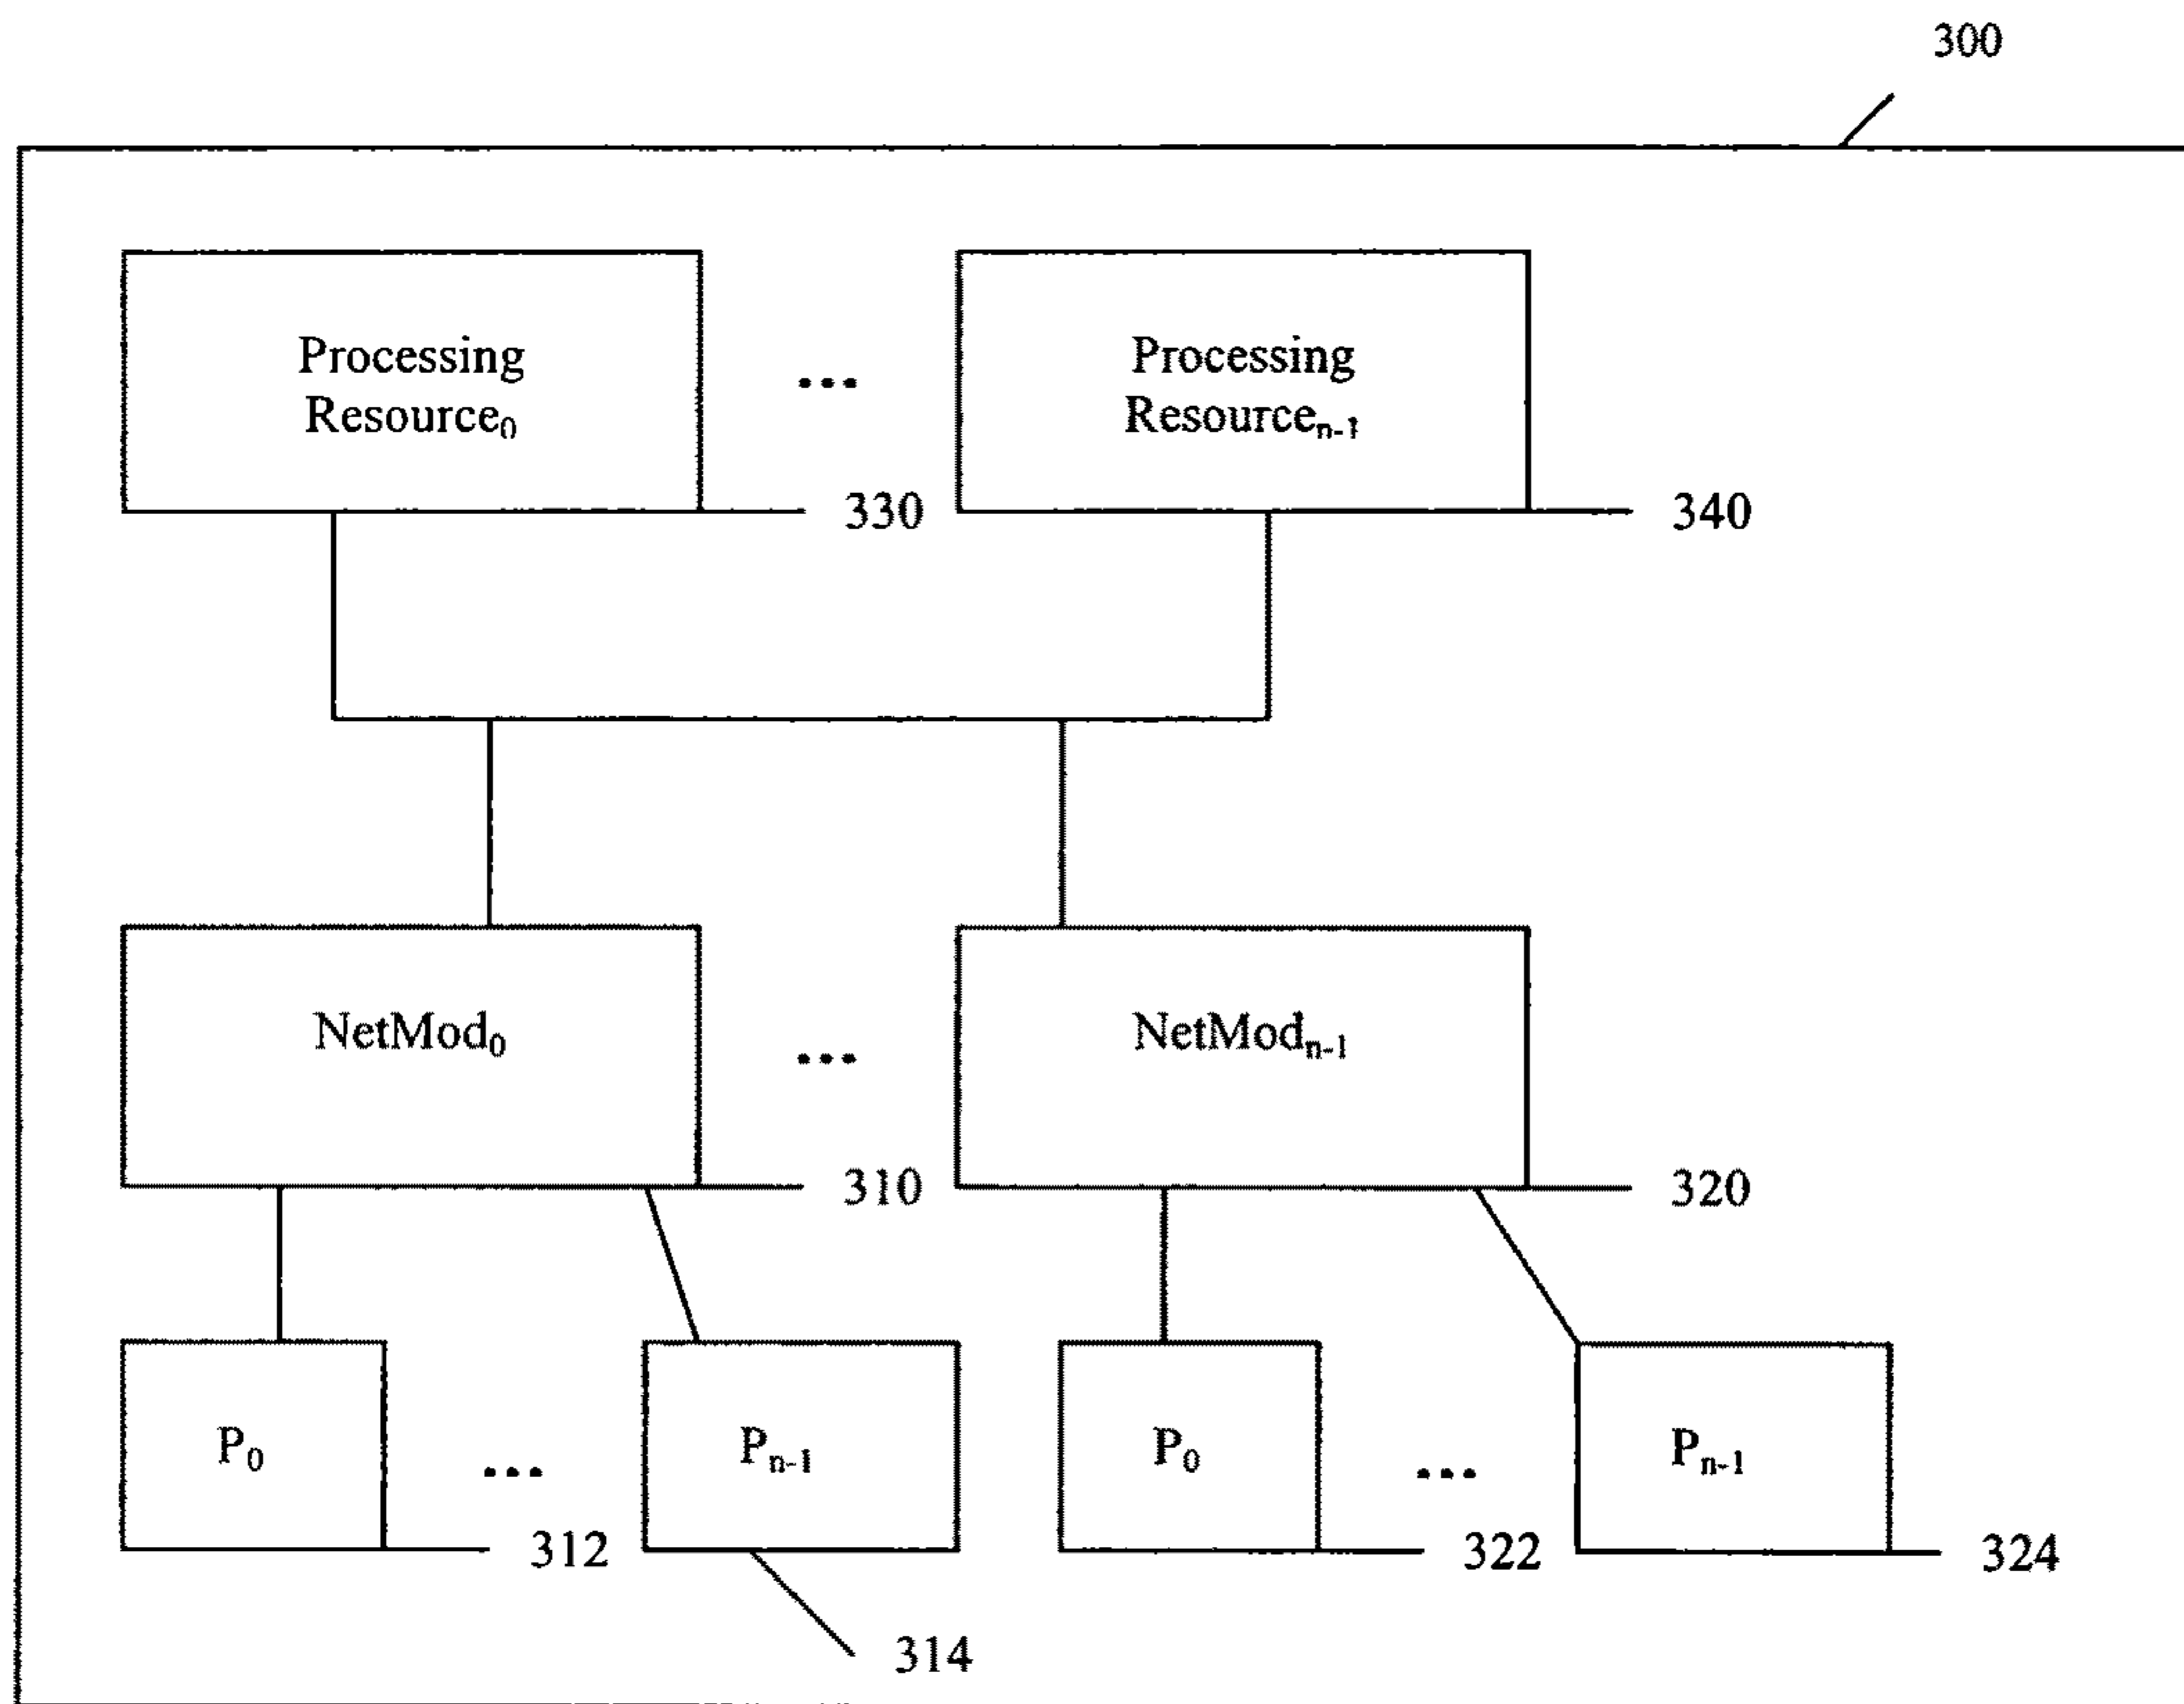 300
Processing
Resource₀
...
Processing
Resourceₙ₋₁
330
340
NetMod₀
...
NetModₙ₋₁
310
320
P₀
...
Pₙ₋₁
P₀
...
Pₙ₋₁
312
322
324
314